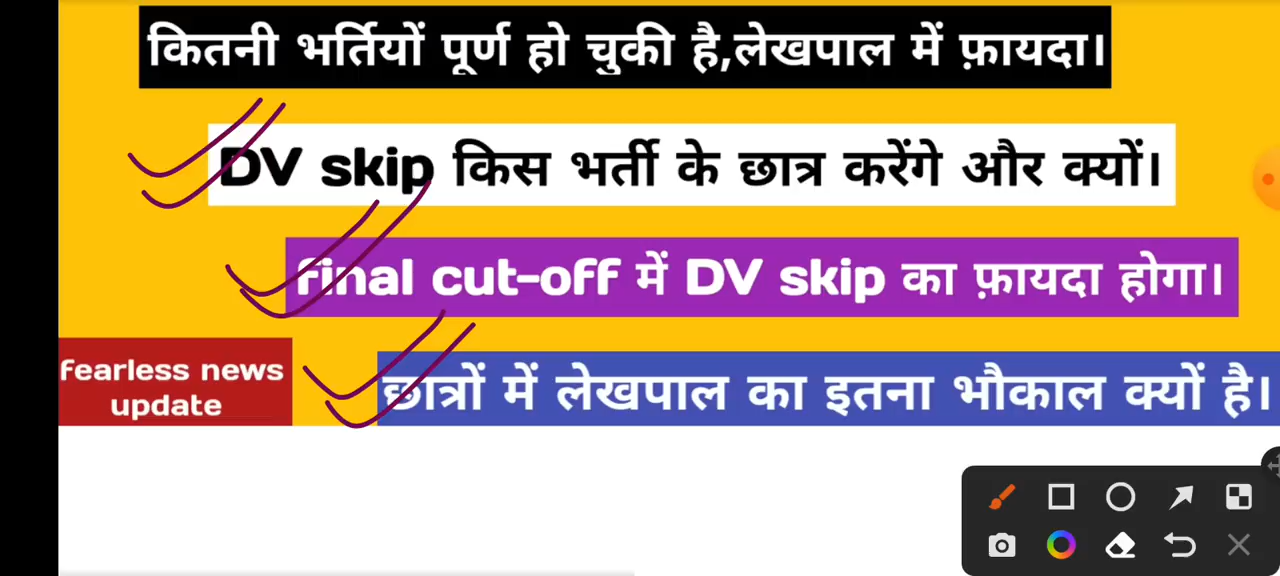 कितनी भर्तियों पूर्ण हो चुकी है,लेखपाल में फ़ायदा।
DV skip किस भर्ती के छात्र करेंगे और क्यों।
final cut-off में DV skip का फ़ायदा होगा।
fearless news
update
छात्रों में लेखपाल का इतना भौकाल क्यों है।